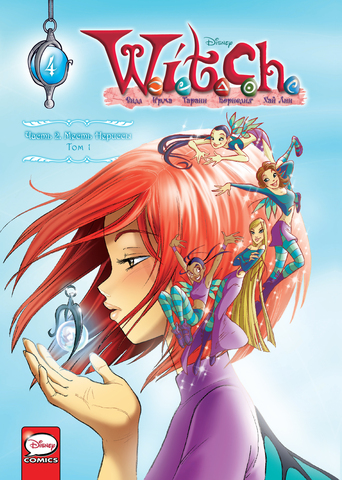 4
Disney
W.i.t.c.h.
Вилл Ирма Тарани Корнелия Хай Лин
Часть 2. Месть Нериссы
Том 1
Disney
COMICS